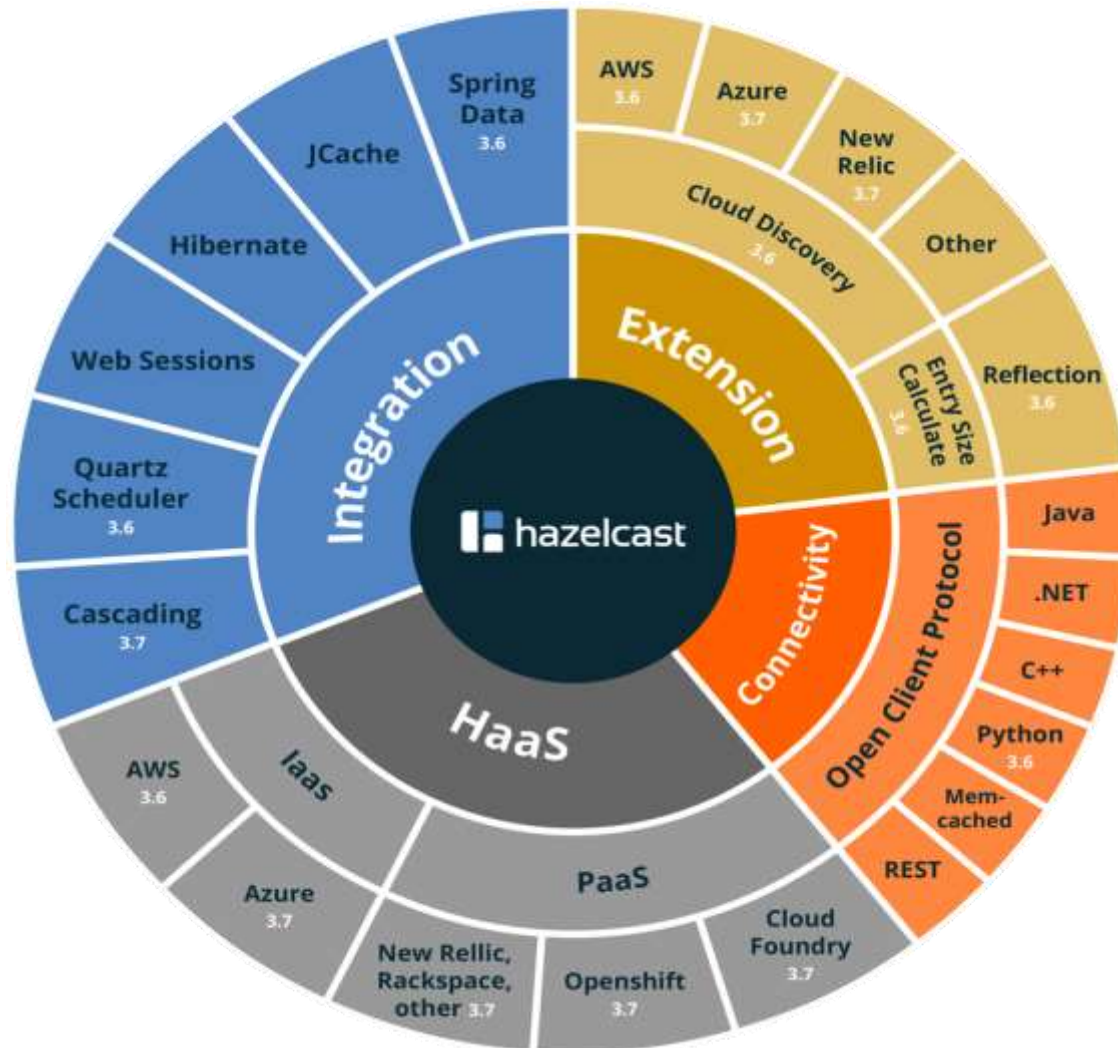 hazelcast
Extension
Cloud Discovery
3.6
AWS
3.6
Azure
3.7
New
Relic
3.7
Other
Entry Size
Calculate
3.6
Reflection
3.6
Connectivity
Open Client Protocol
Java
.NET
C++
Python
3.6
Mem-
cached
REST
HaaS
PaaS
Cloud
Foundry
3.7
Openshift
3.7
New Rellic,
Rackspace,
other 3.7
Iaas
Azure
3.7
AWS
3.6
Integration
Cascading
3.7
Quartz
Scheduler
3.6
Web Sessions
Hibernate
JCache
Spring
Data
3.6